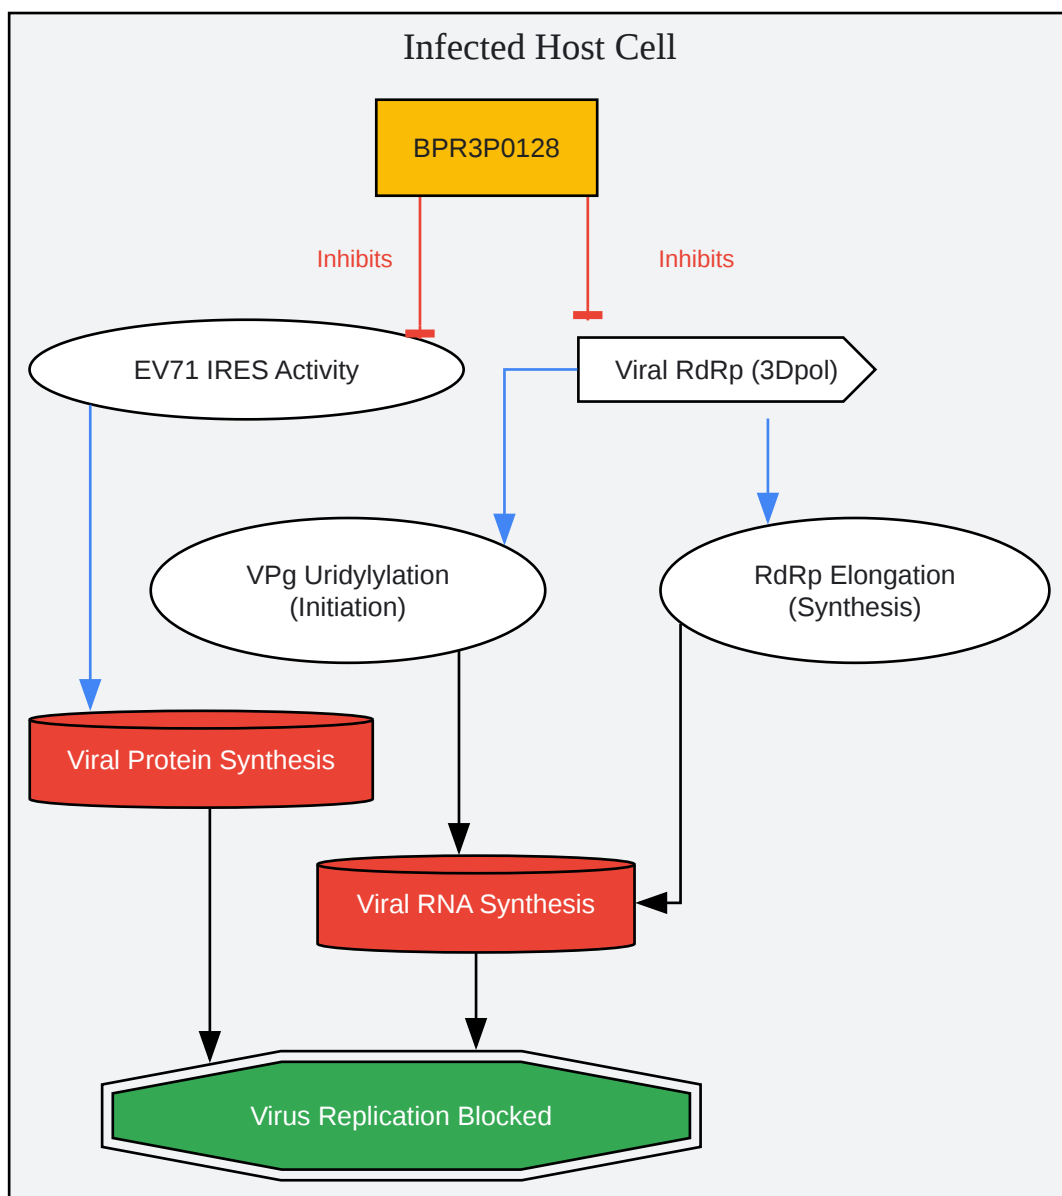 Infected Host Cell
BPR3P0128
Inhibits
Inhibits
EV71 IRES Activity
Viral RdRp (3Dpol)
VPg Uridylylation
(Initiation)
RdRp Elongation
(Synthesis)
Viral Protein Synthesis
Viral RNA Synthesis
Virus Replication Blocked